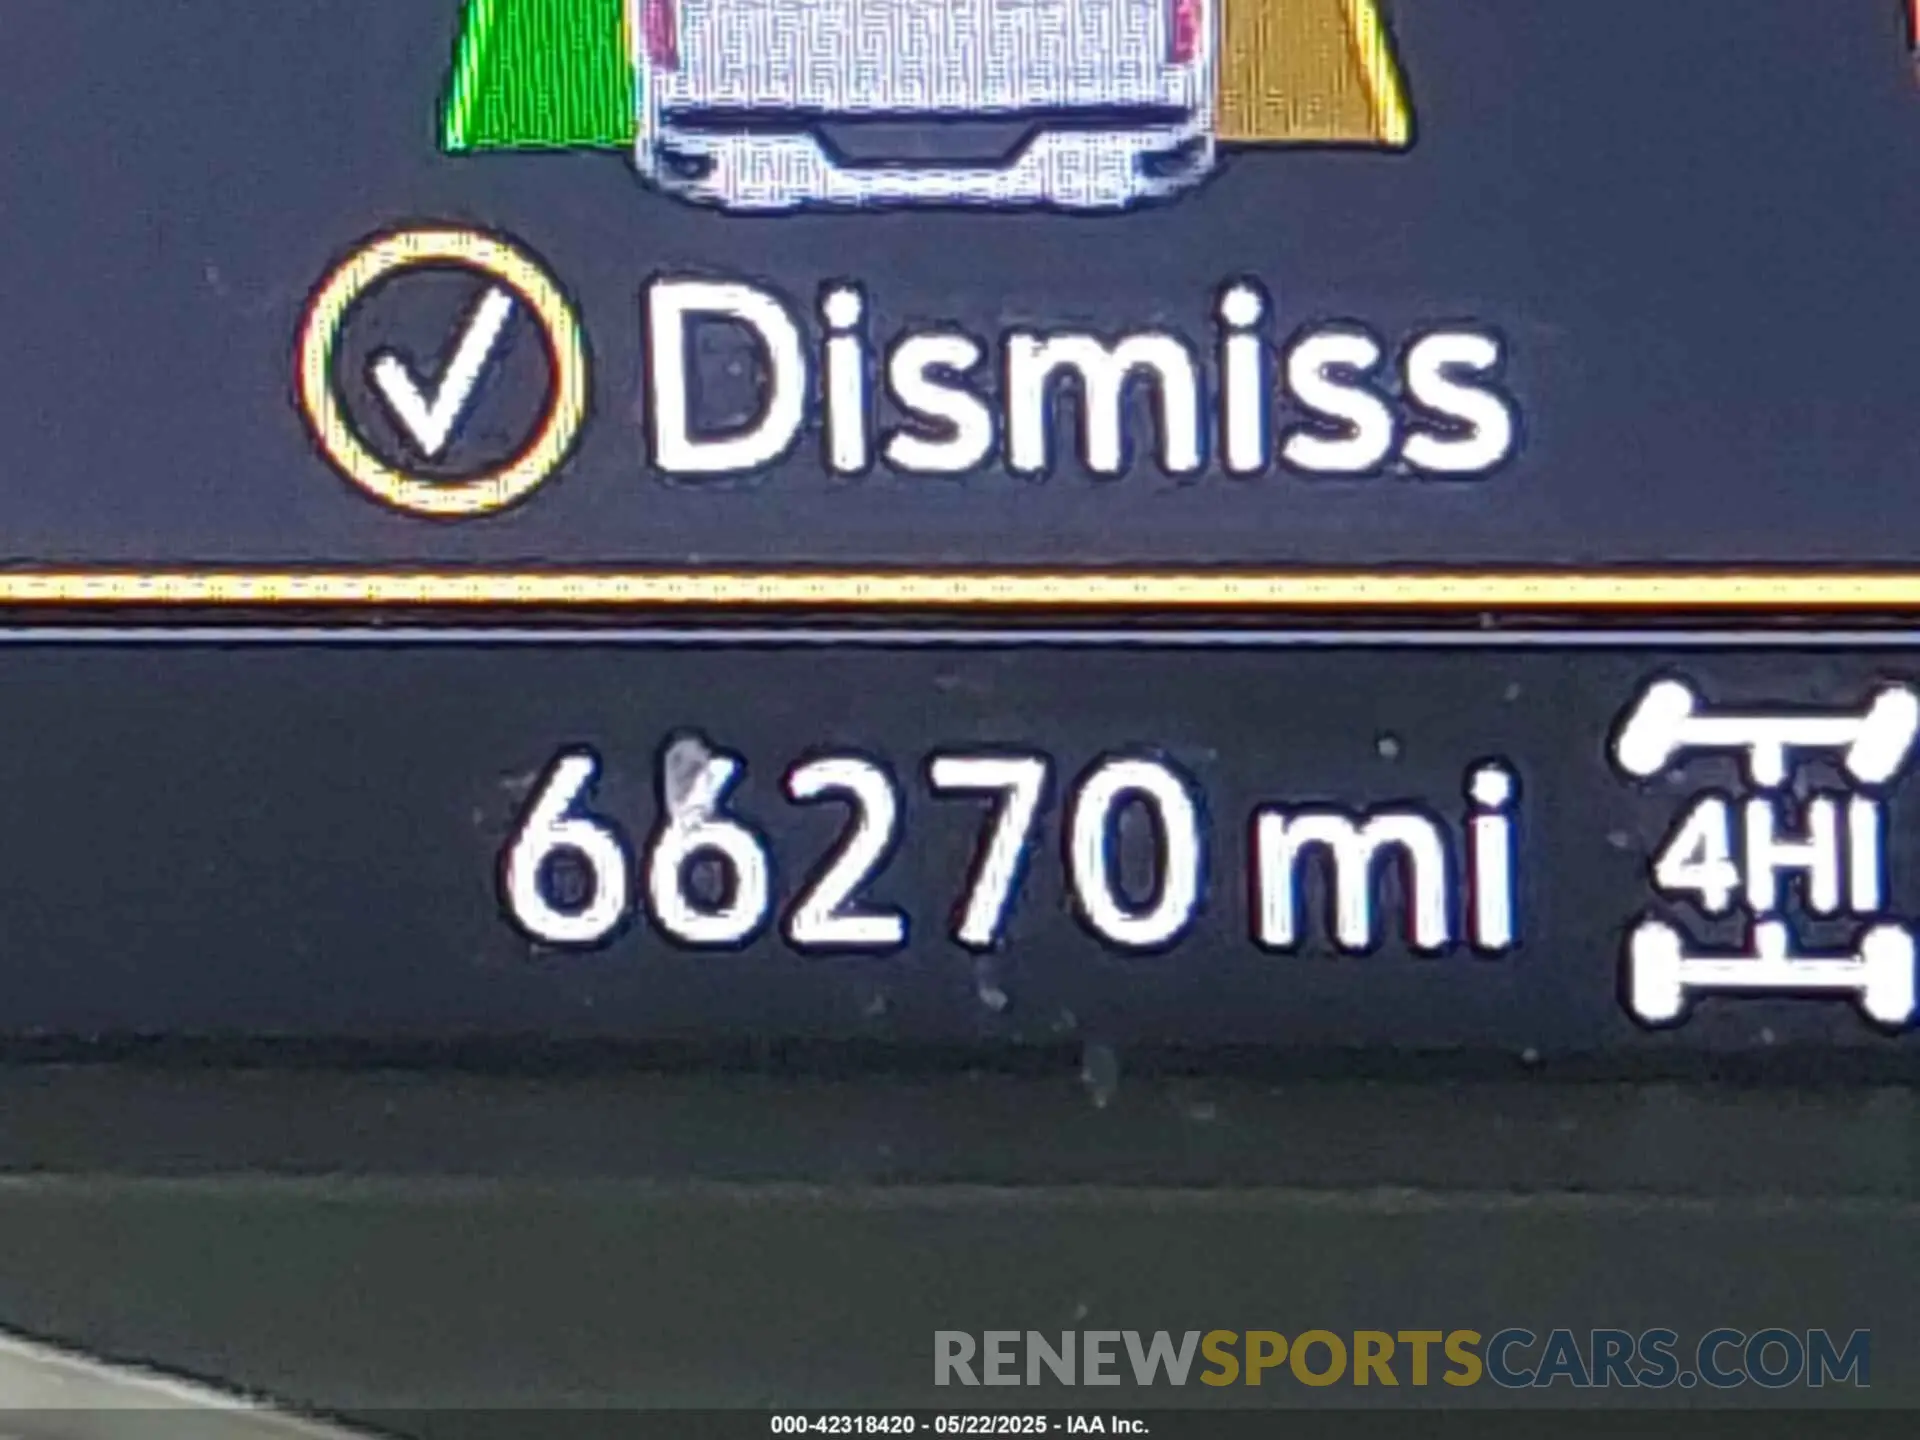 Dismiss
66270 mi
4HI
RENEWSPORTSCARS.COM
000-42318420 - 05/22/2025 - IAA Inc.